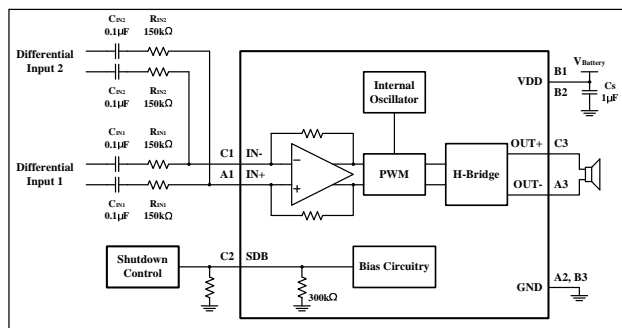 CIN2
0.1μF
RIN2
150kΩ
Differential
Input 2
CIN2
0.1μF
RIN2
150kΩ
CIN1
0.1μF
RIN1
150kΩ
Differential
Input 1
CIN1
0.1μF
RIN1
150kΩ
C1 IN-
A1 IN+
Internal
Oscillator
PWM
H-Bridge
VDD
B1
B2
VBattery
CS
1μF
OUT+
C3
OUT-
A3
Shutdown
Control
C2 SDB
Bias Circuitry
300kΩ
GND
A2, B3